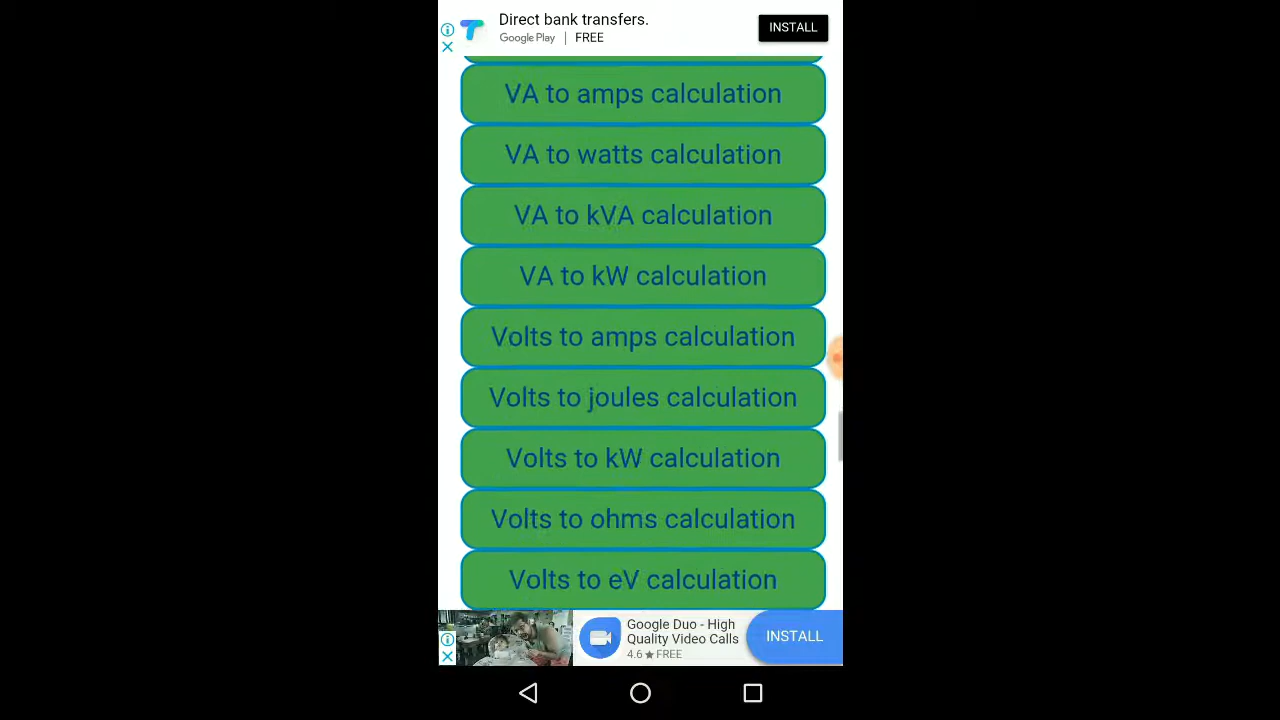 Direct bank transfers.
Google Play | FREE
INSTALL
VA to amps calculation
VA to watts calculation
VA to kVA calculation
VA to kW calculation
Volts to amps calculation
Volts to joules calculation
Volts to kW calculation
Volts to ohms calculation
Volts to eV calculation
Google Duo - High
Quality Video Calls
4.6★FREE
INSTALL